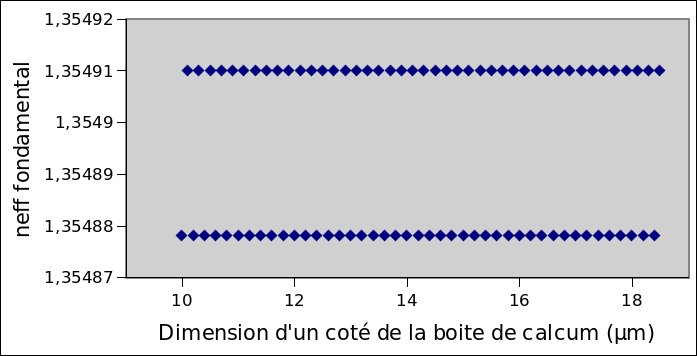 1,35492
1,35491
1,3549
1,35489
1,35488
1,35487
neff fondamental
10 12 14 16 18
Dimension d'un coté de la boite de calcum (µm)